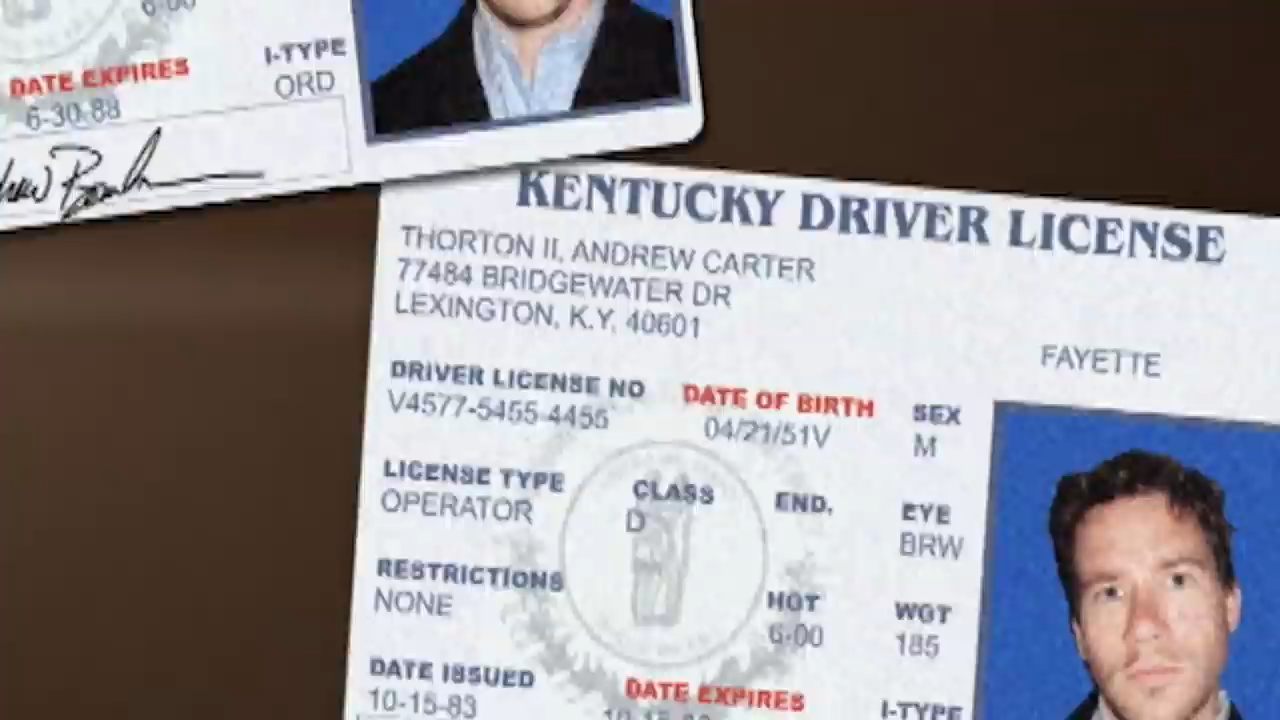 6-00
DATE EXPIRES
I-TYPE
6-30-88
ORD
KENTUCKY DRIVER LICENSE
THORTON II, ANDREW CARTER
77484 BRIDGEWATER DR
LEXINGTON, K.Y. 40601
FAYETTE
DRIVER LICENSE NO
DATE OF BIRTH
SEX
V4577-5455-4455
04/21/51V
M
LICENSE TYPE
CLASS
END.
EYE
OPERATOR
D
BRW
RESTRICTIONS
HGT
WGT
NONE
6-00
185
DATE ISSUED
DATE EXPIRES
I-TYPE
10-15-83